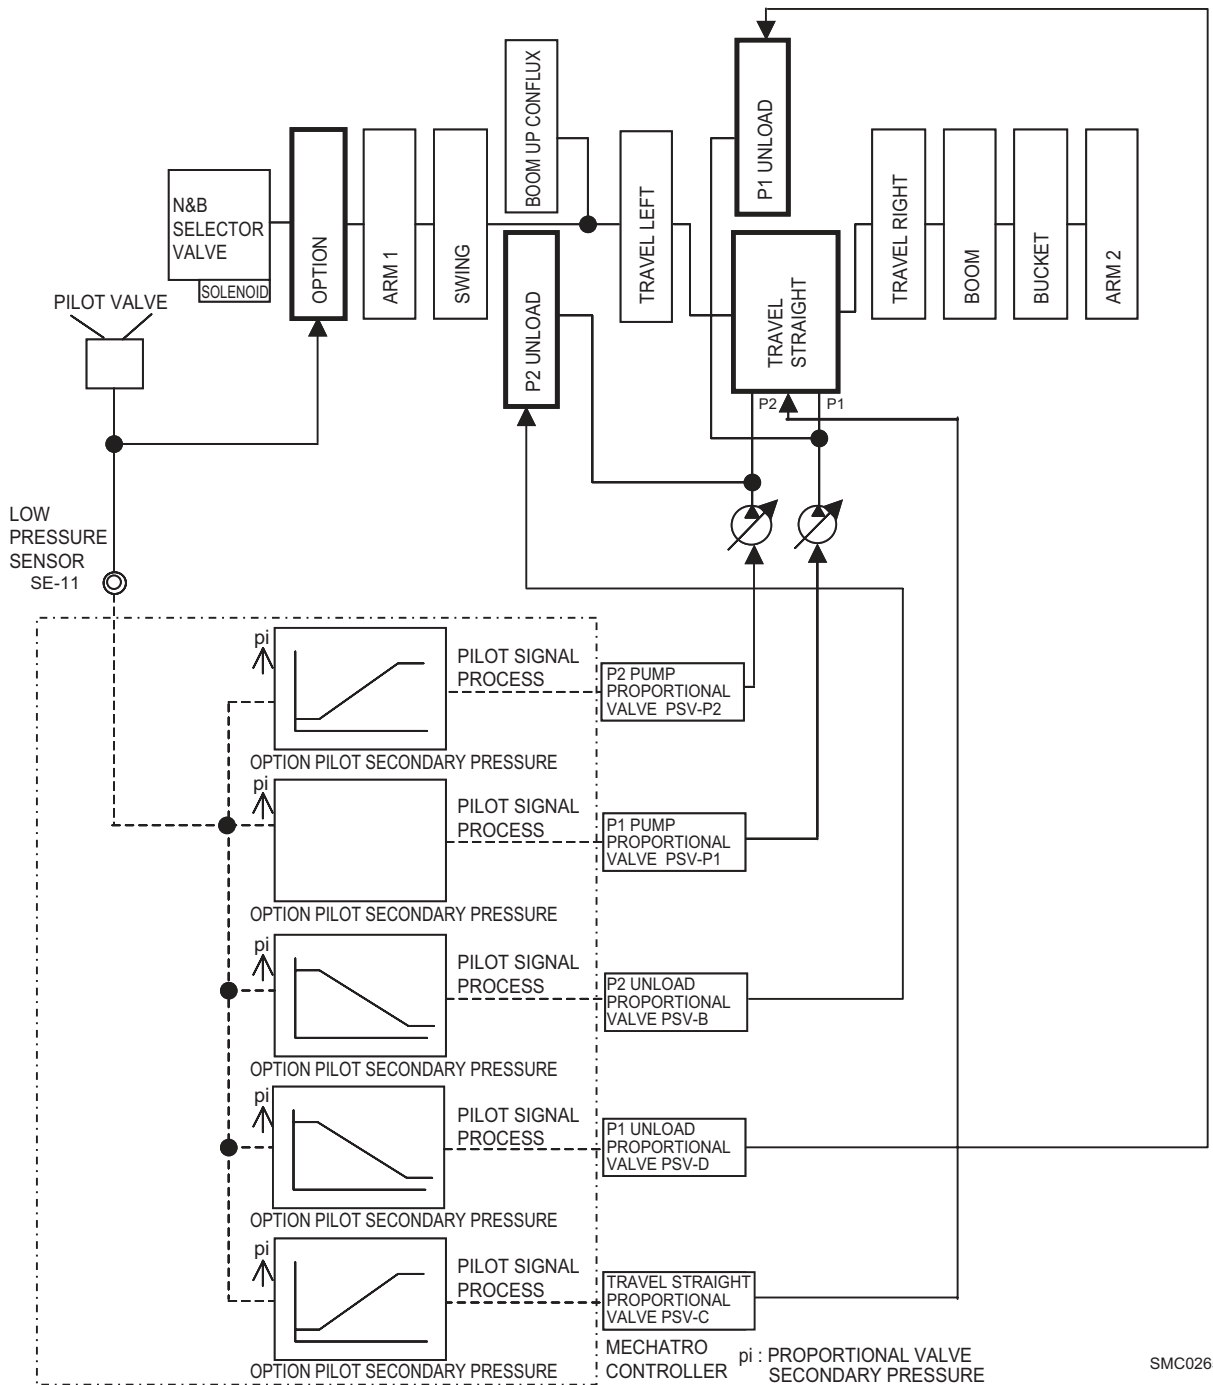 BOOM UP CONFLUX
P1 UNLOAD
N&B
SELECTOR
VALVE
SOLENOID
OPTION
ARM 1
SWING
P2 UNLOAD
TRAVEL LEFT
TRAVEL
STRAIGHT
TRAVEL RIGHT
BOOM
BUCKET
ARM 2
PILOT VALVE
P2
P1
LOW
PRESSURE
SENSOR
SE-11
pi
PILOT SIGNAL
PROCESS
P2 PUMP
PROPORTIONAL
VALVE PSV-P2
OPTION PILOT SECONDARY PRESSURE
pi
PILOT SIGNAL
PROCESS
P1 PUMP
PROPORTIONAL
VALVE PSV-P1
OPTION PILOT SECONDARY PRESSURE
pi
PILOT SIGNAL
PROCESS
P2 UNLOAD
PROPORTIONAL
VALVE PSV-B
OPTION PILOT SECONDARY PRESSURE
pi
PILOT SIGNAL
PROCESS
P1 UNLOAD
PROPORTIONAL
VALVE PSV-D
OPTION PILOT SECONDARY PRESSURE
pi
PILOT SIGNAL
PROCESS
TRAVEL STRAIGHT
PROPORTIONAL
VALVE PSV-C
OPTION PILOT SECONDARY PRESSURE
MECHATRO
CONTROLLER
pi : PROPORTIONAL VALVE
SECONDARY PRESSURE
SMC026